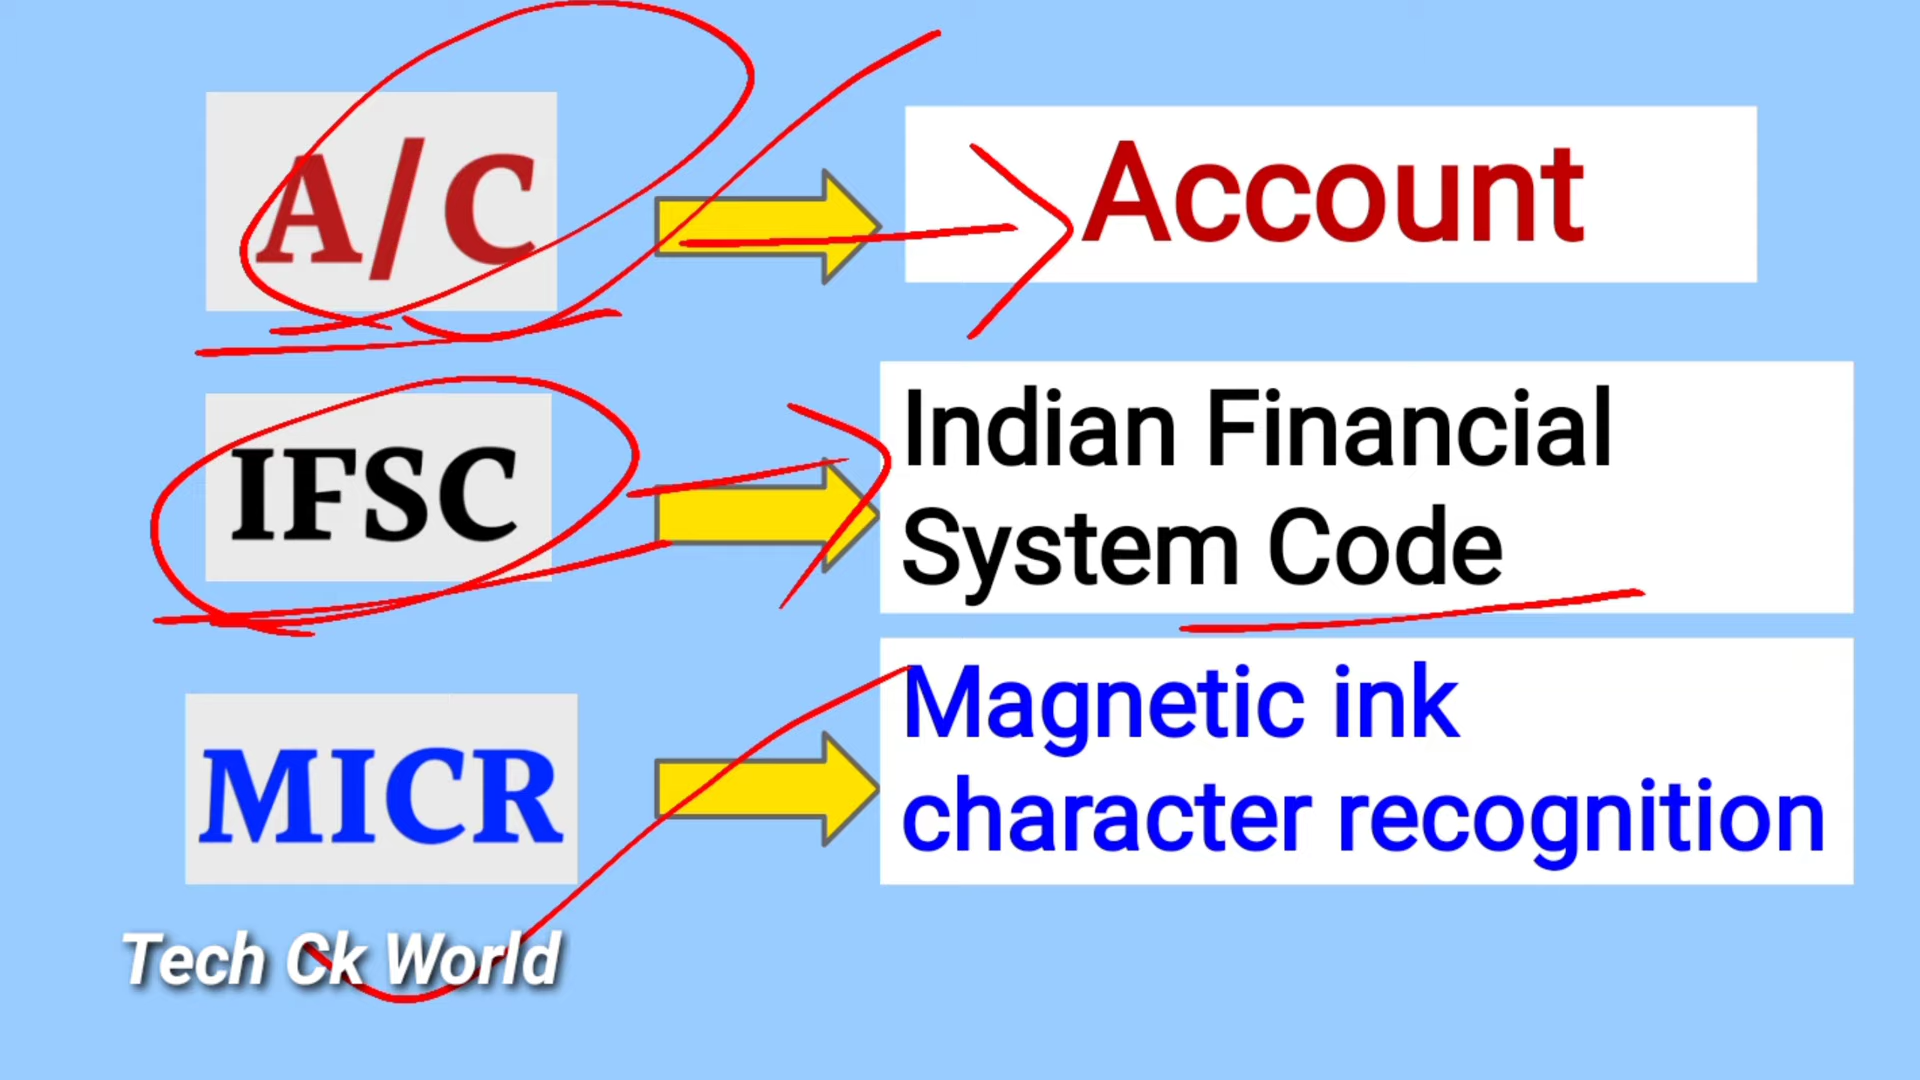 A/C
Account
IFSC
Indian Financial
System Code
MICR
Magnetic ink
character recognition
Tech Ck World